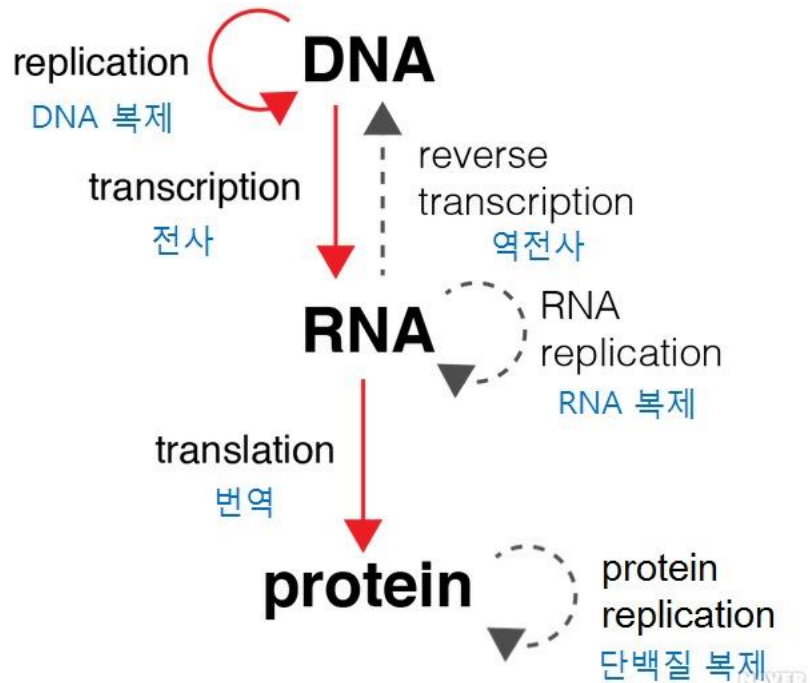 replication
DNA 복제
DNA
transcription
전사
reverse
transcription
역전사
RNA
RNA
replication
RNA 복제
translation
번역
protein
protein
replication
단백질 복제
NAVER